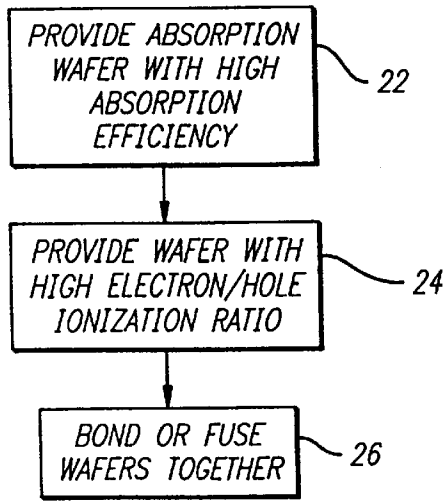 PROVIDE ABSORPTION
WAFER WITH HIGH
ABSORPTION
EFFICIENCY
22
PROVIDE WAFER WITH
HIGH ELECTRON/HOLE
IONIZATION RATIO
24
BOND OR FUSE
WAFERS TOGETHER
26